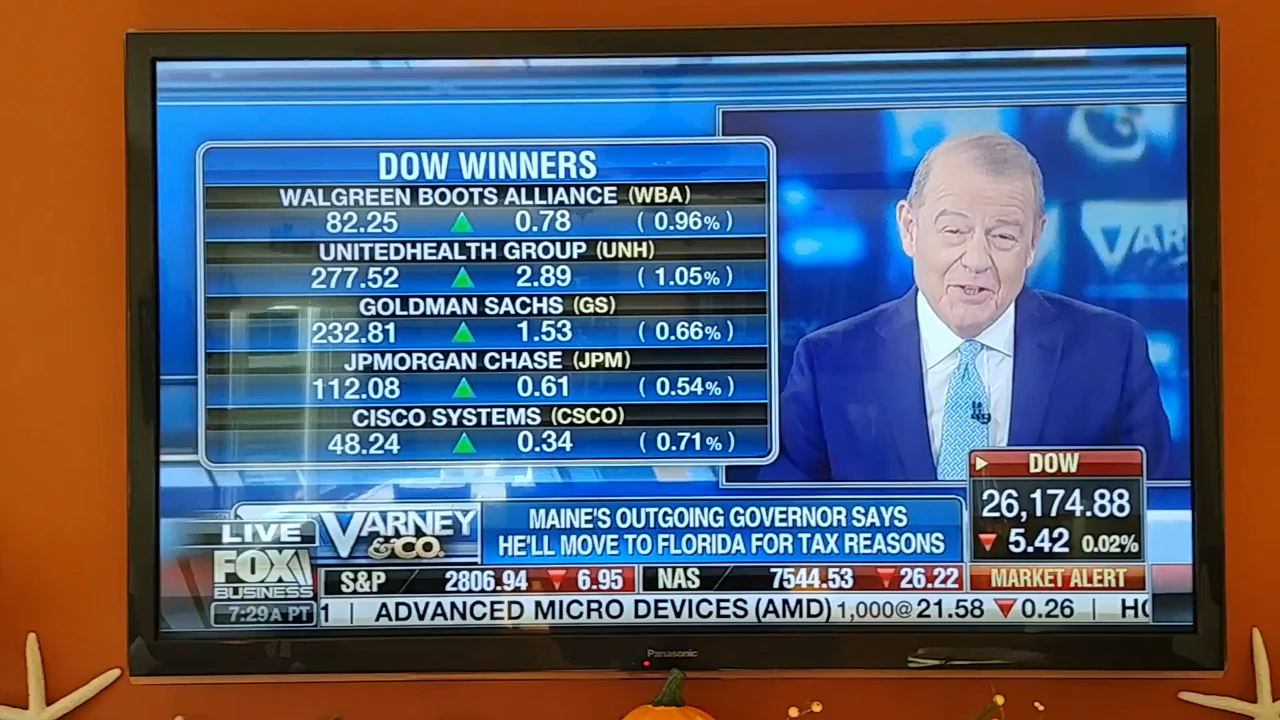 DOW WINNERS
WALGREEN BOOTS ALLIANCE (WBA)
82.25 ▲ 0.78 (0.96%)
UNITEDHEALTH GROUP (UNH)
277.52 ▲ 2.89 (1.05%)
GOLDMAN SACHS (GS)
232.81 ▲ 1.53 (0.66%)
JPMORGAN CHASE (JPM)
112.08 ▲ 0.61 (0.54%)
CISCO SYSTEMS (CSCO)
48.24 ▲ 0.34 (0.71%)
VAR
DOW
26,174.88
▼ 5.42 0.02%
MARKET ALERT
LIVE
FOX
BUSINESS
7:29A PT
VARNEY
& CO.
MAINE'S OUTGOING GOVERNOR SAYS
HE'LL MOVE TO FLORIDA FOR TAX REASONS
S&P 2806.94 ▼ 6.95 NAS 7544.53 ▼ 26.22
1 | ADVANCED MICRO DEVICES (AMD) 1,000@21.58 ▼ 0.26 | HO
Panasonic